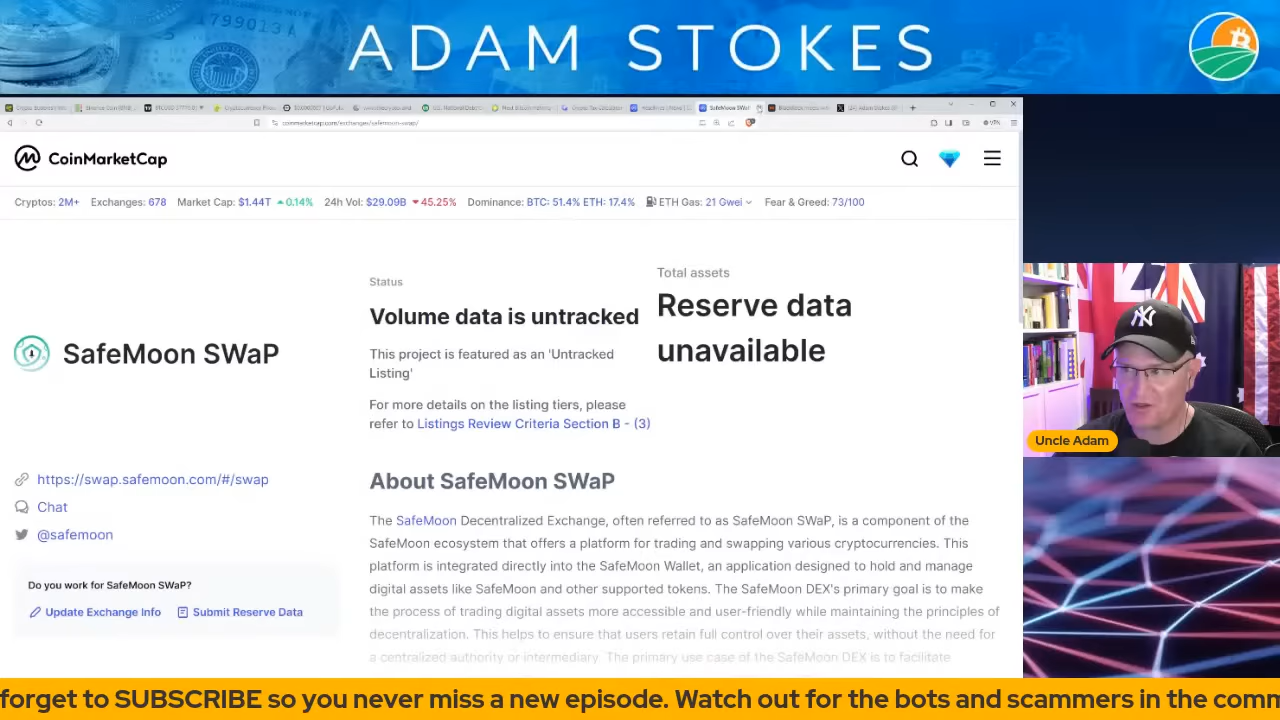 ADAM STOKES
SafeMoon SWaP
coinmarketcap.com/exchanges/safemoon-swap/
VPN
CoinMarketCap
Cryptos: 2M+ Exchanges: 678 Market Cap: $1.44T 0.14% 24h Vol: $29.09B 45.25% Dominance: BTC: 51.4% ETH: 17.4% ETH Gas: 21 Gwei Fear & Greed: 73/100
SafeMoon SWaP
https://swap.safemoon.com/#/swap
Chat
@safemoon
Do you work for SafeMoon SWaP?
Update Exchange Info Submit Reserve Data
Status
Volume data is untracked
This project is featured as an 'Untracked
Listing'
For more details on the listing tiers, please
refer to Listings Review Criteria Section B - (3)
Total assets
Reserve data
unavailable
About SafeMoon SWaP
The SafeMoon Decentralized Exchange, often referred to as SafeMoon SWaP, is a component of the
SafeMoon ecosystem that offers a platform for trading and swapping various cryptocurrencies. This
platform is integrated directly into the SafeMoon Wallet, an application designed to hold and manage
digital assets like SafeMoon and other supported tokens. The SafeMoon DEX's primary goal is to make
the process of trading digital assets more accessible and user-friendly while maintaining the principles of
decentralization. This helps to ensure that users retain full control over their assets, without the need for
a centralized authority or intermediary. The primary use case of the SafeMoon DEX is to facilitate
Uncle Adam
forget to SUBSCRIBE so you never miss a new episode. Watch out for the bots and scammers in the comm